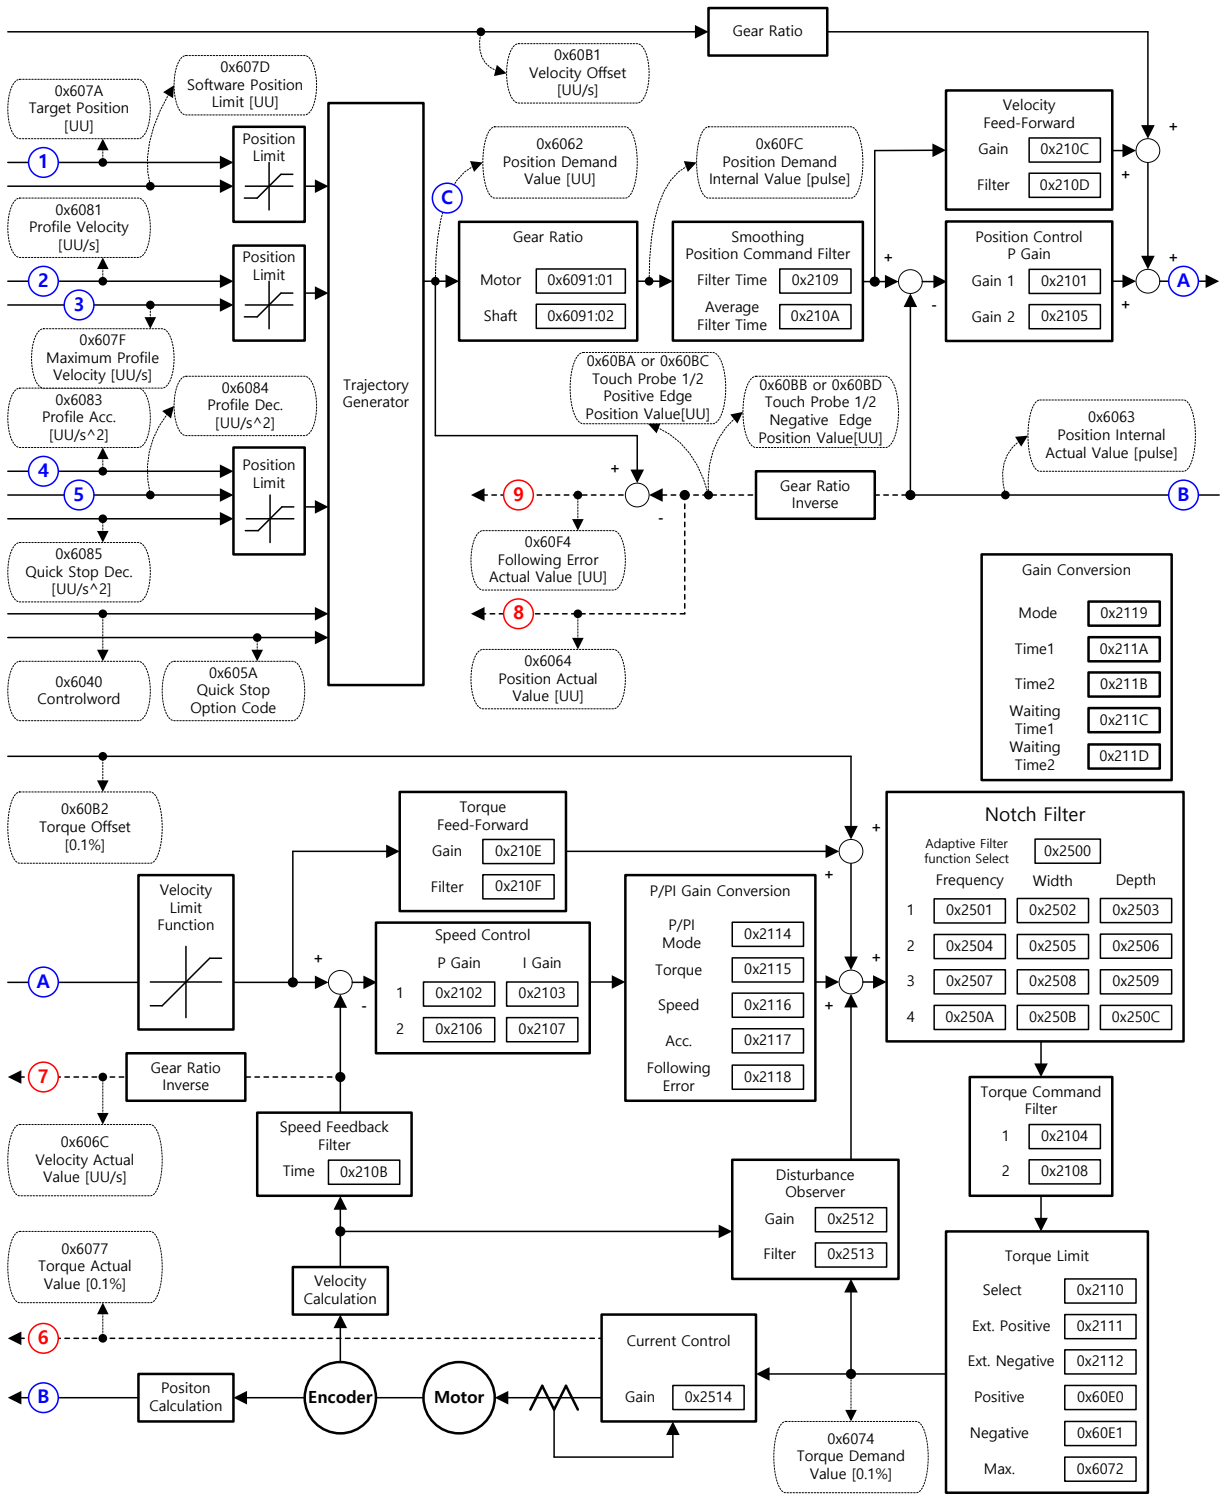 Gear Ratio
0x60B1
Velocity Offset
[UU/s]
0x607D
Software Position
Limit [UU]
0x607A
Target Position
[UU]
1
Position
Limit
0x6081
Profile Velocity
[UU/s]
2
3
Position
Limit
0x607F
Maximum Profile
Velocity [UU/s]
0x6083
Profile Acc.
[UU/s^2]
0x6084
Profile Dec.
[UU/s^2]
4
5
Position
Limit
0x6085
Quick Stop Dec.
[UU/s^2]
0x6040
Controlword
0x605A
Quick Stop
Option Code
Trajectory
Generator
0x6062
Position Demand
Value [UU]
C
0x60FC
Position Demand
Internal Value [pulse]
Gear Ratio
Motor 0x6091:01
Shaft 0x6091:02
Smoothing
Position Command Filter
Filter Time 0x2109
Average
Filter Time 0x210A
Velocity
Feed-Forward
Gain 0x210C
Filter 0x210D
+
+
Position Control
P Gain
Gain 1 0x2101
Gain 2 0x2105
+
-
+
+
A
0x60BA or 0x60BC
Touch Probe 1/2
Positive Edge
Position Value[UU]
0x60BB or 0x60BD
Touch Probe 1/2
Negative Edge
Position Value[UU]
0x6063
Position Internal
Actual Value [pulse]
Gear Ratio
Inverse
B
+
-
9
0x60F4
Following Error
Actual Value [UU]
8
0x6064
Position Actual
Value [UU]
Gain Conversion
Mode 0x2119
Time1 0x211A
Time2 0x211B
Waiting
Time1 0x211C
Waiting
Time2 0x211D
0x60B2
Torque Offset
[0.1%]
Torque
Feed-Forward
Gain 0x210E
Filter 0x210F
+
+
Velocity
Limit
Function
A
+
-
Speed Control
P Gain I Gain
1 0x2102 0x2103
2 0x2106 0x2107
P/PI Gain Conversion
P/PI
Mode 0x2114
Torque 0x2115
Speed 0x2116
Acc. 0x2117
Following
Error 0x2118
+
+
Notch Filter
Adaptive Filter
function Select 0x2500
Frequency Width Depth
1 0x2501 0x2502 0x2503
2 0x2504 0x2505 0x2506
3 0x2507 0x2508 0x2509
4 0x250A 0x250B 0x250C
7
Gear Ratio
Inverse
0x606C
Velocity Actual
Value [UU/s]
Speed Feedback
Filter
Time 0x210B
Torque Command
Filter
1 0x2104
2 0x2108
Disturbance
Observer
Gain 0x2512
Filter 0x2513
0x6077
Torque Actual
Value [0.1%]
Velocity
Calculation
6
Current Control
Gain 0x2514
B
Positon
Calculation
Encoder
Motor
0x6074
Torque Demand
Value [0.1%]
Torque Limit
Select 0x2110
Ext. Positive 0x2111
Ext. Negative 0x2112
Positive 0x60E0
Negative 0x60E1
Max. 0x6072